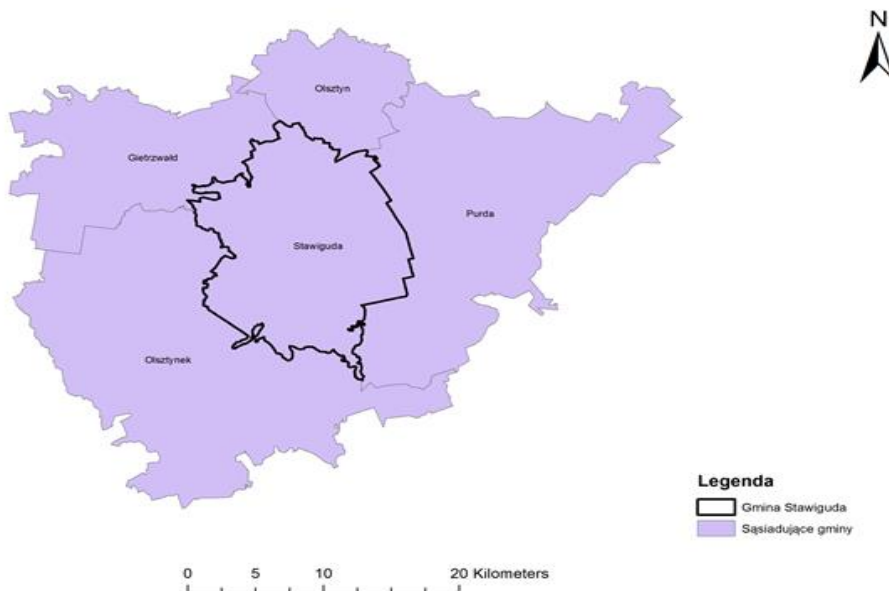 N
Olsztyn
Gietrzwałd
Purda
Stawiguda
Olsztynek
Legenda
Gmina Stawiguda
Sąsiadujące gminy
0 5 10 20 Kilometers